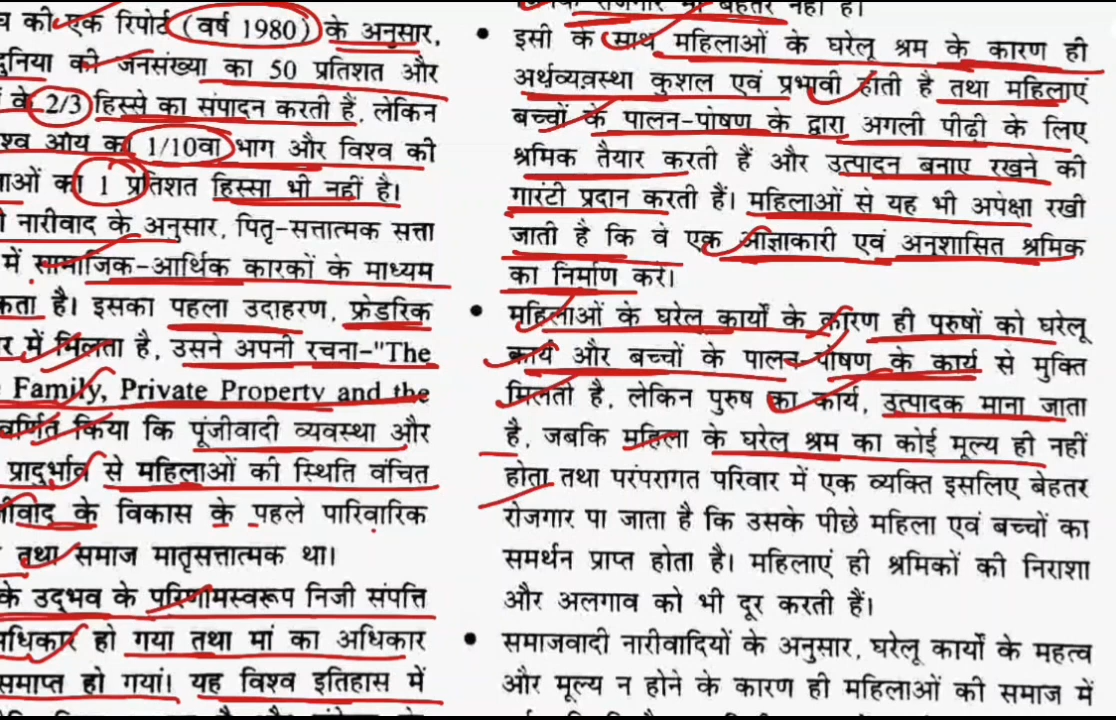 की एक रिपोर्ट (वर्ष 1980) के अनुसार,
दुनिया की जनसंख्या का 50 प्रतिशत और
के 2/3 हिस्से का संपादन करती हैं, लेकिन
आय का 1/10वा भाग और विश्व की
का 1 प्रतिशत हिस्सा भी नहीं है।
नारीवाद के अनुसार, पितृ-सत्तात्मक सत्ता
में सामाजिक-आर्थिक कारकों के माध्यम
है। इसका पहला उदाहरण, फ्रेडरिक
में मिलता है, उसने अपनी रचना-"The
Family, Private Property and the
वर्णित किया कि पूंजीवादी व्यवस्था और
प्रादुर्भाव से महिलाओं की स्थिति वंचित
के विकास के पहले पारिवारिक
तथा समाज मातृसत्तात्मक था।
के उद्भव के परिणामस्वरूप निजी संपत्ति
हो गया तथा मां का अधिकार
समाप्त हो गयां। यह विश्व इतिहास में
रोजगार भी बेहतर नहीं है।
• इसी के साथ महिलाओं के घरेलू श्रम के कारण ही
अर्थव्यवस्था कुशल एवं प्रभावी होती है तथा महिलाएं
बच्चों के पालन-पोषण के द्वारा अगली पीढ़ी के लिए
श्रमिक तैयार करती हैं और उत्पादन बनाए रखने की
गारंटी प्रदान करती हैं। महिलाओं से यह भी अपेक्षा रखी
जाती है कि वे एक आज्ञाकारी एवं अनुशासित श्रमिक
का निर्माण करें।
• महिलाओं के घरेलू कार्यों के कारण ही पुरुषों को घरेलू
कार्य और बच्चों के पालन-पोषण के कार्य से मुक्ति
मिलती है, लेकिन पुरुष का कार्य, उत्पादक माना जाता
है, जबकि महिला के घरेलू श्रम का कोई मूल्य ही नहीं
होता तथा परंपरागत परिवार में एक व्यक्ति इसलिए बेहतर
रोजगार पा जाता है कि उसके पीछे महिला एवं बच्चों का
समर्थन प्राप्त होता है। महिलाएं ही श्रमिकों की निराशा
और अलगाव को भी दूर करती हैं।
• समाजवादी नारीवादियों के अनुसार, घरेलू कार्यों के महत्व
और मूल्य न होने के कारण ही महिलाओं की समाज में